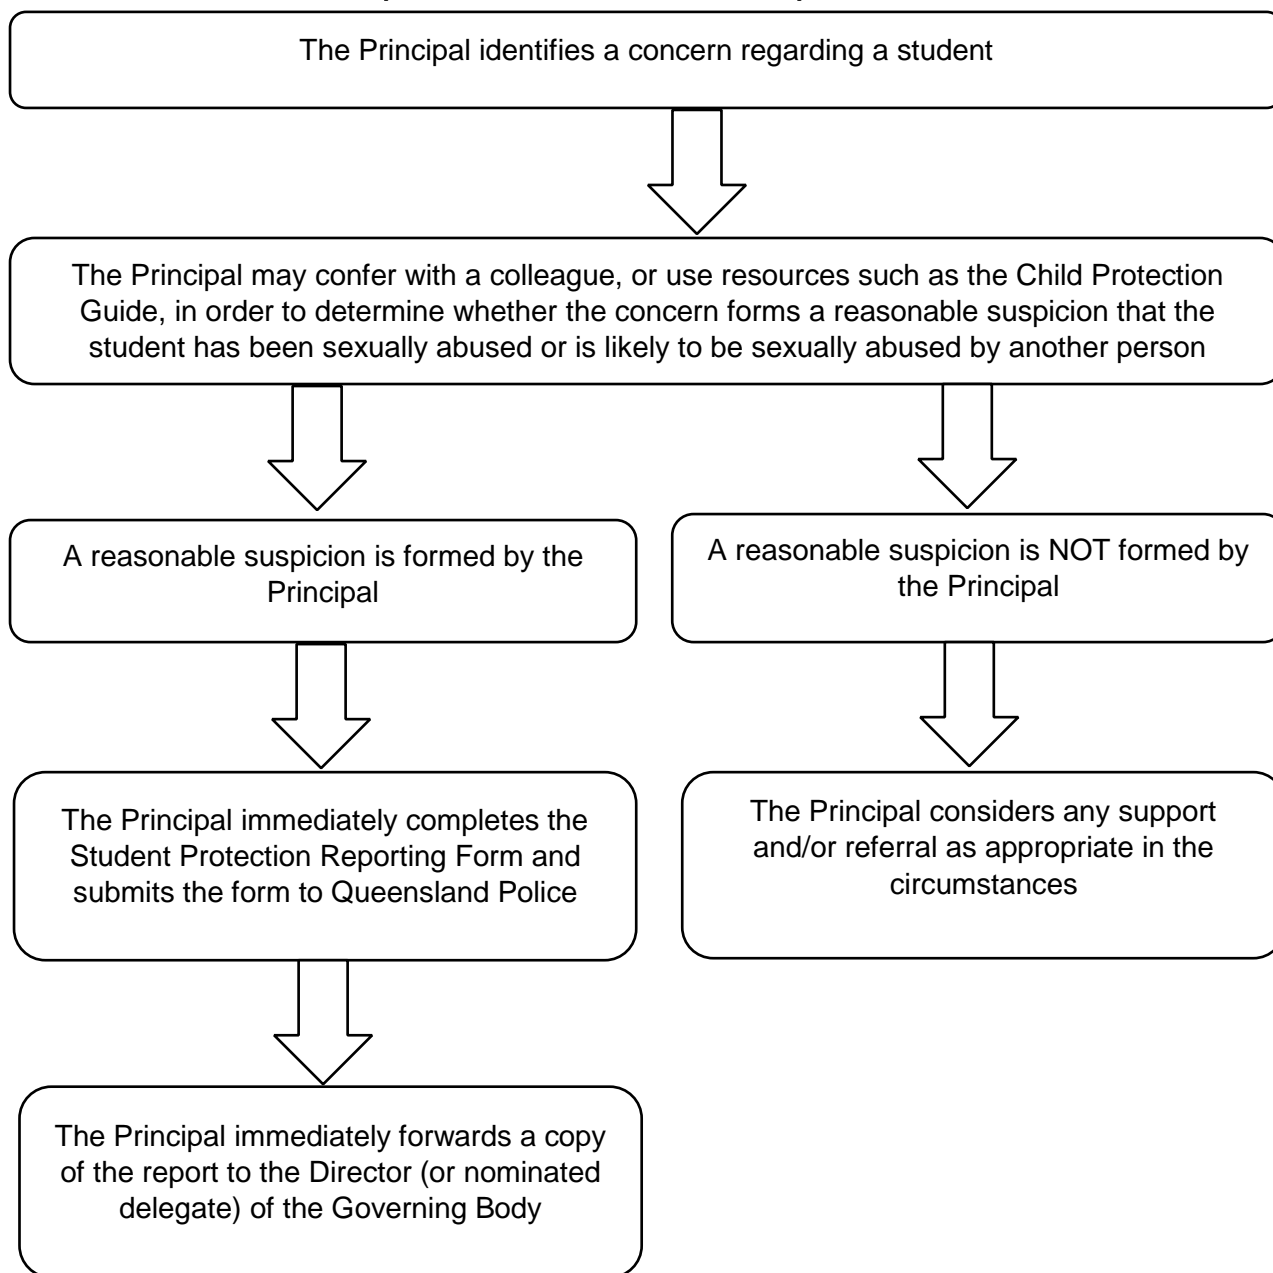 The Principal identifies a concern regarding a student
The Principal may confer with a colleague, or use resources such as the Child Protection
Guide, in order to determine whether the concern forms a reasonable suspicion that the
student has been sexually abused or is likely to be sexually abused by another person
A reasonable suspicion is formed by the
Principal
A reasonable suspicion is NOT formed by
the Principal
The Principal immediately completes the
Student Protection Reporting Form and
submits the form to Queensland Police
The Principal considers any support
and/or referral as appropriate in the
circumstances
The Principal immediately forwards a copy
of the report to the Director (or nominated
delegate) of the Governing Body